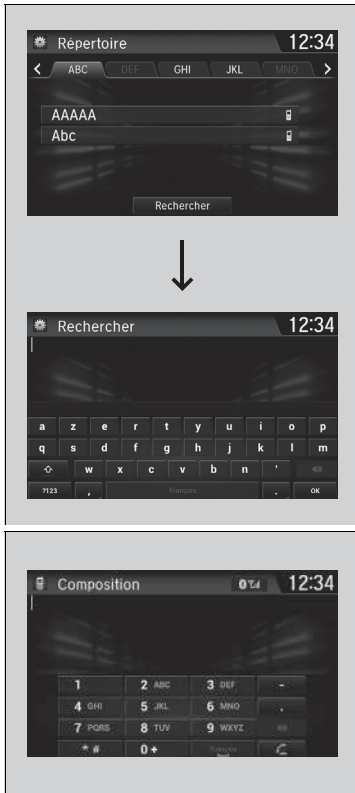 Répertoire 12:34
ABC DEF GHI JKL MNO
AAAAA
Abc
Rechercher
Rechercher 12:34
a z e r t y u i o p
q s d f g h j k l m
w x c v b n '
?123 , Français . OK
Composition 12:34
1 2 ABC 3 DEF -
4 GHI 5 JKL 6 MNO .
7 PQRS 8 TUV 9 WXYZ
* # 0 + Français